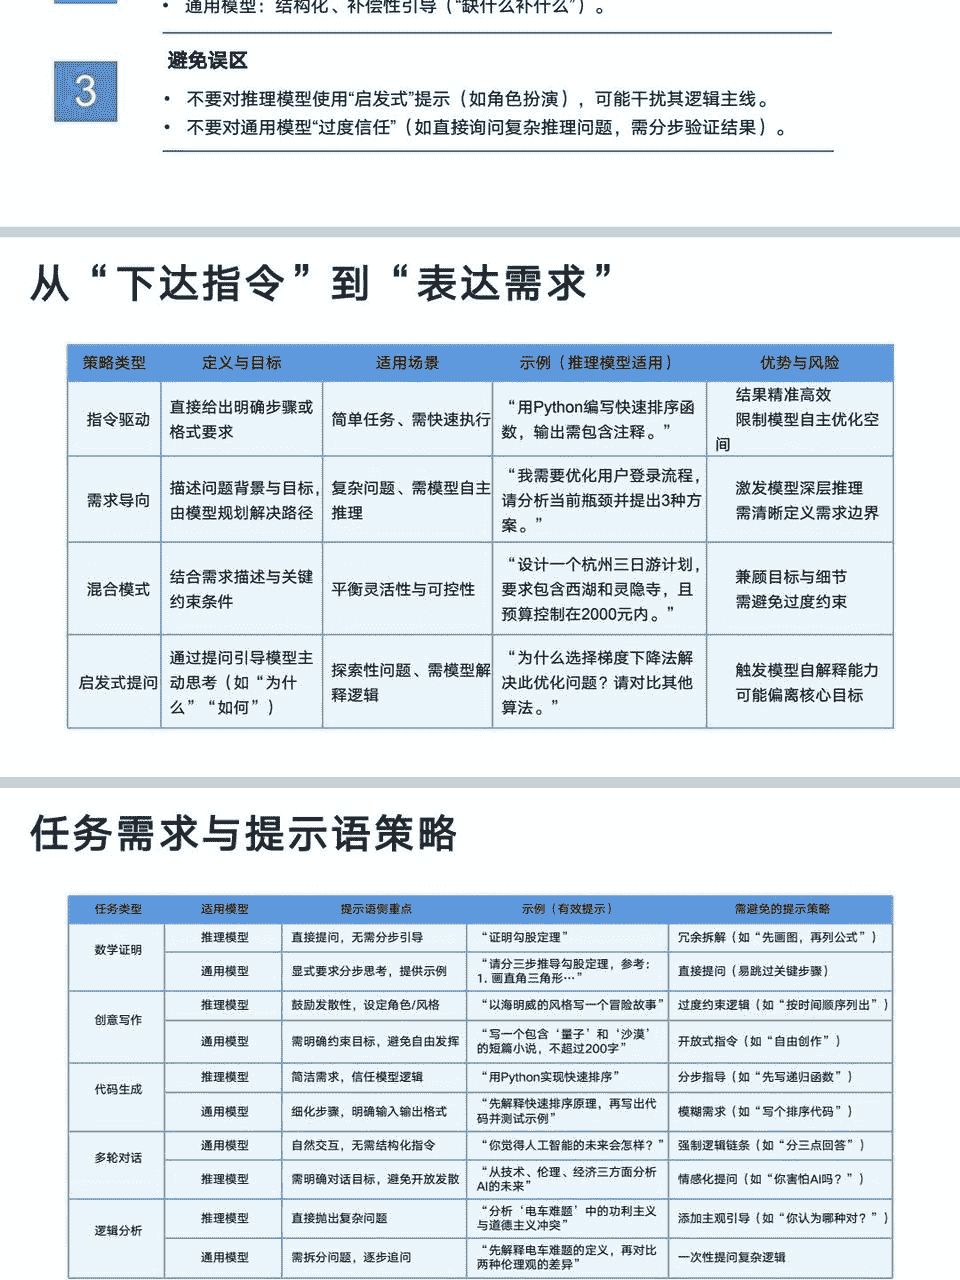 • 通用模型：结构化、补偿性引导（“缺什么补什么”）。
3
避免误区
• 不要对推理模型使用“启发式”提示（如角色扮演），可能干扰其逻辑主线。
• 不要对通用模型“过度信任”（如直接询问复杂推理问题，需分步验证结果）。
从“下达指令”到“表达需求”
策略类型 定义与目标 适用场景 示例（推理模型适用） 优势与风险
指令驱动
直接给出明确步骤或
格式要求
简单任务、需快速执行
“用Python编写快速排序函
数，输出需包含注释。”
结果精准高效
限制模型自主优化空
间
需求导向
描述问题背景与目标，
由模型规划解决路径
复杂问题、需模型自主
推理
“我需要优化用户登录流程，
请分析当前瓶颈并提出3种方
案。”
激发模型深层推理
需清晰定义需求边界
混合模式
结合需求描述与关键
约束条件
平衡灵活性与可控性
“设计一个杭州三日游计划，
要求包含西湖和灵隐寺，且
预算控制在2000元内。”
兼顾目标与细节
需避免过度约束
启发式提问
通过提问引导模型主
动思考（如“为什
么”“如何”）
探索性问题、需模型解
释逻辑
“为什么选择梯度下降法解
决此优化问题？请对比其他
算法。”
触发模型自解释能力
可能偏离核心目标
任务需求与提示语策略
任务类型 适用模型 提示语侧重点 示例（有效提示） 需避免的提示策略
数学证明
推理模型 直接提问，无需分步引导 “证明勾股定理” 冗余拆解（如“先画图，再列公式”）
通用模型 显式要求分步思考，提供示例
“请分三步推导勾股定理，参考：
1. 画直角三角形…”
直接提问（易跳过关键步骤）
创意写作
推理模型 鼓励发散性，设定角色/风格 “以海明威的风格写一个冒险故事” 过度约束逻辑（如“按时间顺序列出”）
通用模型 需明确约束目标，避免自由发挥
“写一个包含‘量子’和‘沙漠’
的短篇小说，不超过200字”
开放式指令（如“自由创作”）
代码生成
推理模型 简洁需求，信任模型逻辑 “用Python实现快速排序” 分步指导（如“先写递归函数”）
通用模型 细化步骤，明确输入输出格式
“先解释快速排序原理，再写出代
码并测试示例”
模糊需求（如“写个排序代码”）
多轮对话
通用模型 自然交互，无需结构化指令 “你觉得人工智能的未来会怎样？” 强制逻辑链条（如“分三点回答”）
推理模型 需明确对话目标，避免开放发散
“从技术、伦理、经济三方面分析
AI的未来”
情感化提问（如“你害怕AI吗？”）
逻辑分析
推理模型 直接抛出复杂问题
“分析‘电车难题’中的功利主义
与道德主义冲突”
添加主观引导（如“你认为哪种对？”）
通用模型 需拆分问题，逐步追问
“先解释电车难题的定义，再对比
两种伦理观的差异”
一次性提问复杂逻辑